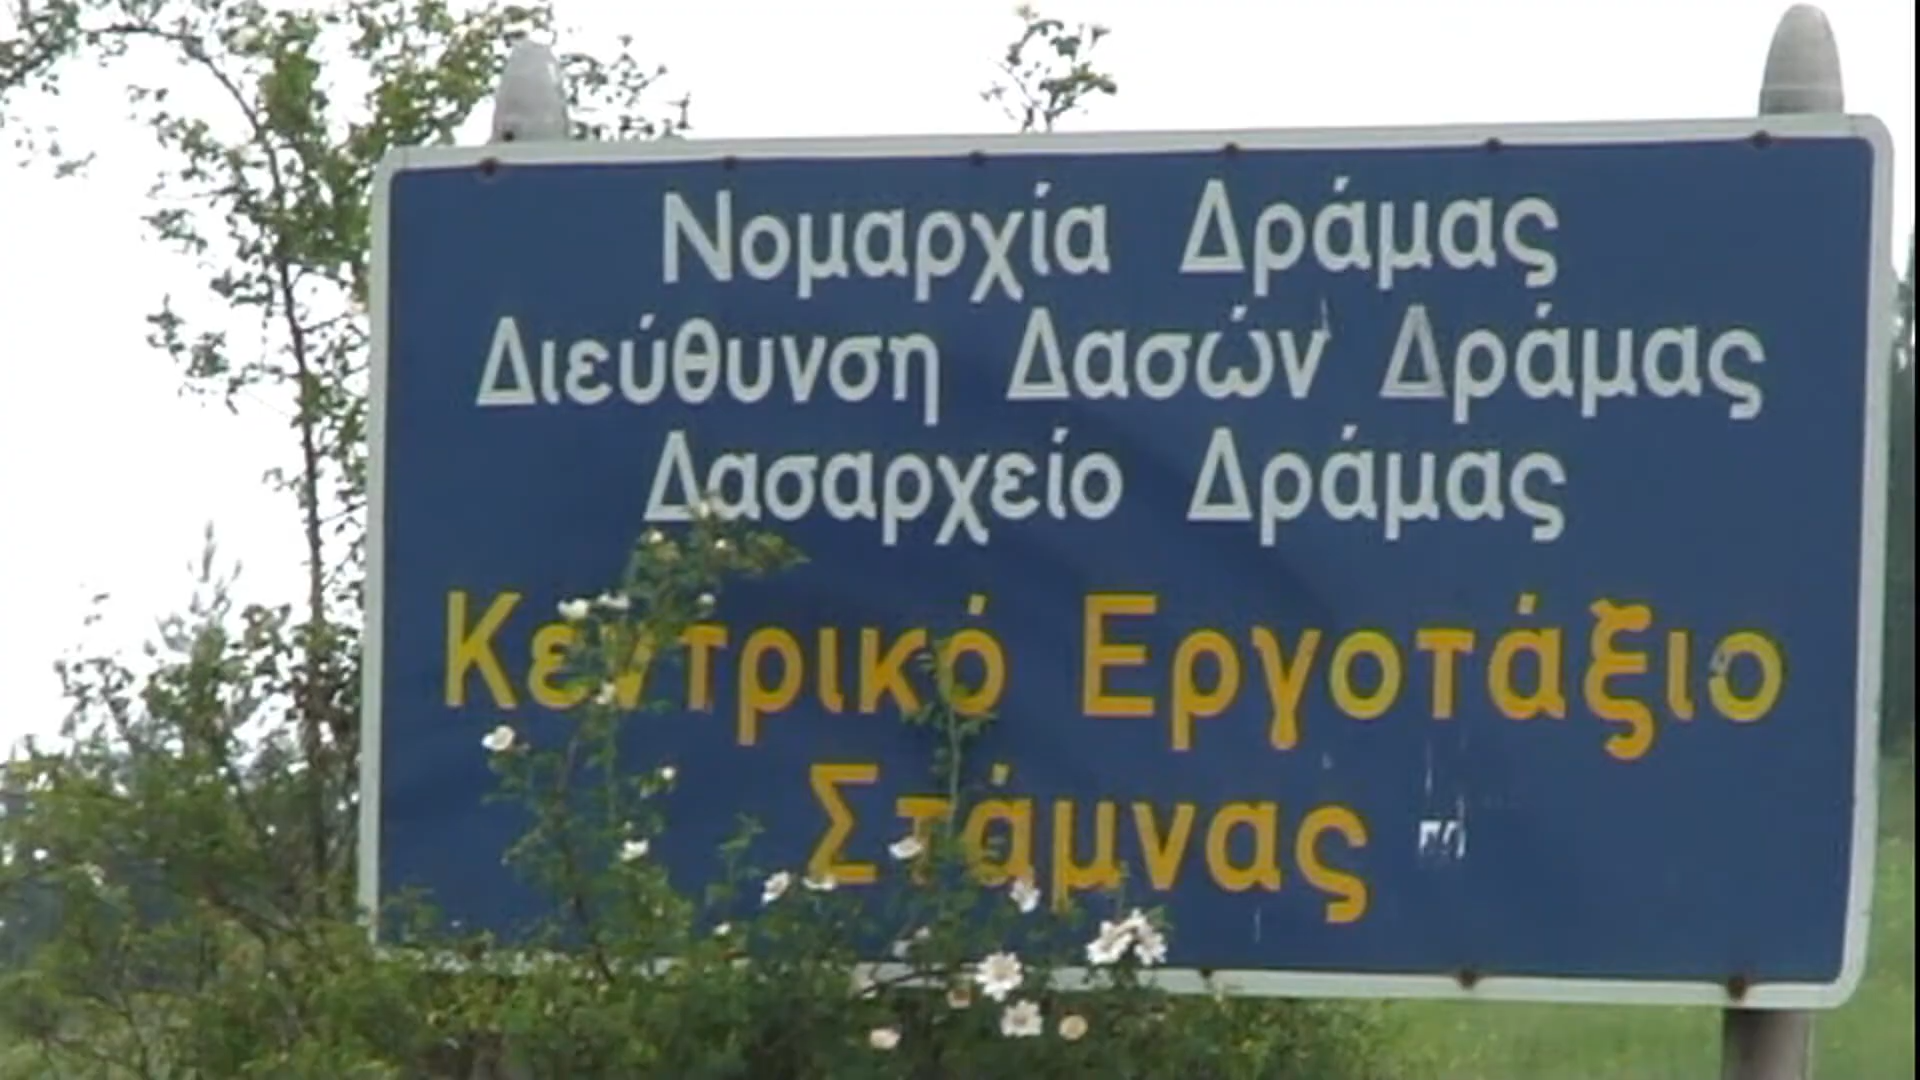 Νομαρχία Δράμας
Διεύθυνση Δασών Δράμας
Δασαρχείο Δράμας
Κεντρικό Εργοτάξιο
Στάμνας